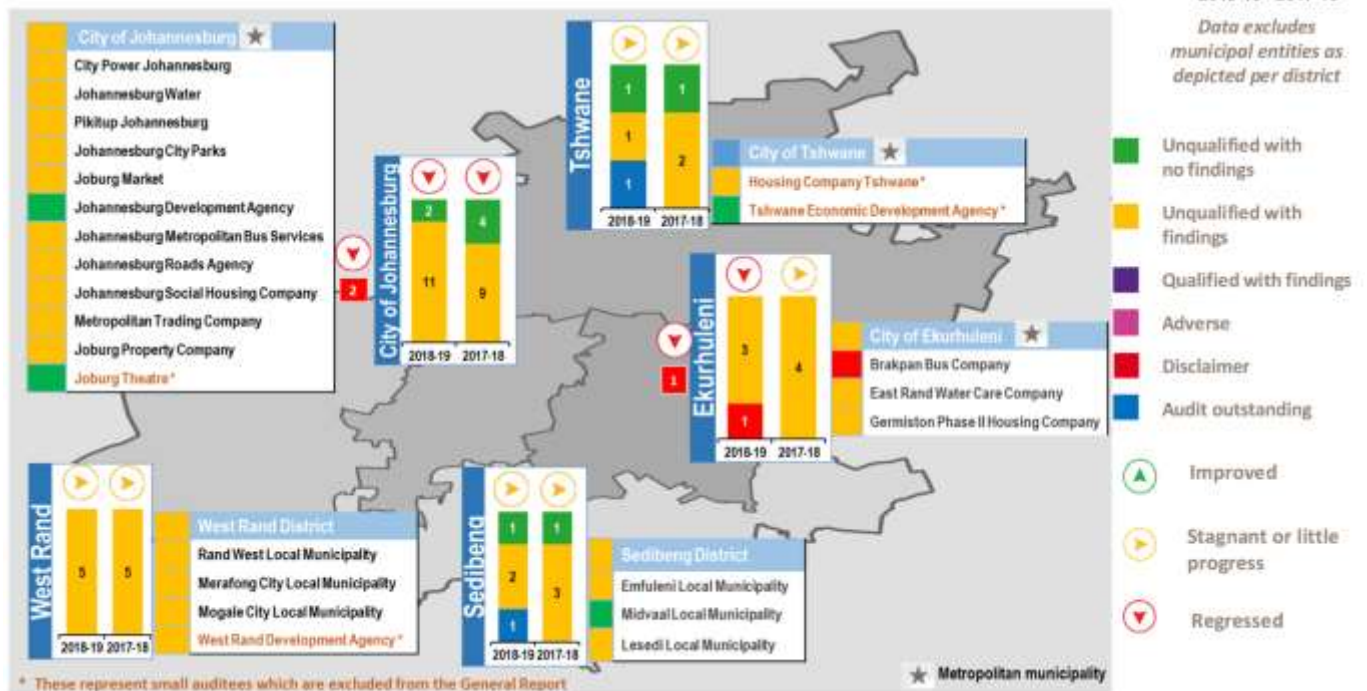 Data excludes
municipal entities as
depicted per district
City of Johannesburg
City Power Johannesburg
Johannesburg Water
Pikitup Johannesburg
Johannesburg City Parks
Joburg Market
Johannesburg Development Agency
Johannesburg Metropolitan Bus Services
Johannesburg Roads Agency
Johannesburg Social Housing Company
Metropolitan Trading Company
Joburg Property Company
Joburg Theatre *
2
City of Johannesburg
2
4
11
9
2018-19 2017-18
Tshwane
1
1
1
2
1
2018-19 2017-18
City of Tshwane
Housing Company Tshwane *
Tshwane Economic Development Agency *
1
Ekurhuleni
3
4
1
2018-19 2017-18
City of Ekurhuleni
Brakpan Bus Company
East Rand Water Care Company
Germiston Phase II Housing Company
West Rand
5
5
2018-19 2017-18
West Rand District
Rand West Local Municipality
Merafong City Local Municipality
Mogale City Local Municipality
West Rand Development Agency *
Sedibeng
1
1
2
3
1
2018-19 2017-18
Sedibeng District
Emfuleni Local Municipality
Midvaal Local Municipality
Lesedi Local Municipality
Unqualified with
no findings
Unqualified with
findings
Qualified with findings
Adverse
Disclaimer
Audit outstanding
Improved
Stagnant or little
progress
Regressed
Metropolitan municipality
* These represent small auditees which are excluded from the General Report